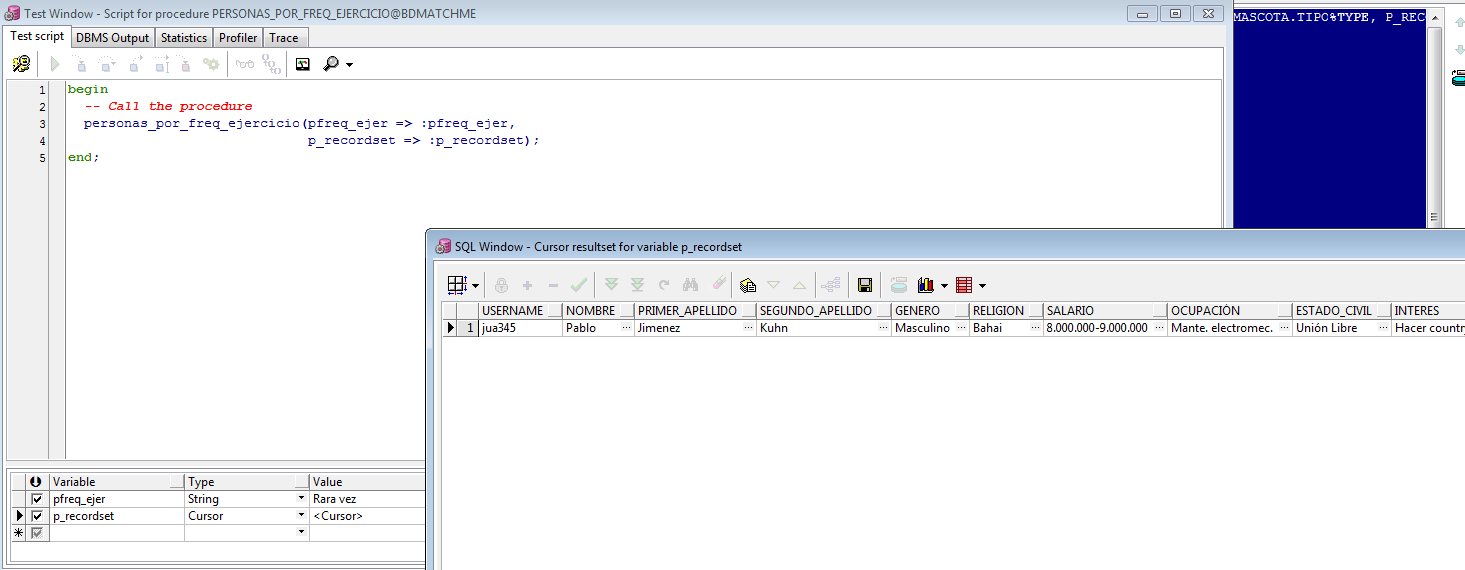 Test Window - Script for procedure PERSONAS_POR_FREQ_EJERCICIO@BDMATCHME
MASCOTA.TIPO%TYPE, P_REC
Test script DBMS Output Statistics Profiler Trace
1 begin
2 -- Call the procedure
3 personas_por_freq_ejercicio(pfreq_ejer => :pfreq_ejer,
4 p_recordset => :p_recordset);
5 end;
SQL Window - Cursor resultset for variable p_recordset
USERNAME NOMBRE PRIMER_APELLIDO SEGUNDO_APELLIDO GENERO RELIGION SALARIO OCUPACIÓN ESTADO_CIVIL INTERES
1 jua345 Pablo ... Jimenez ... Kuhn ... Masculino ... Bahai ... 8.000.000-9.000.000 ... Mante. electromec. ... Unión Libre ... Hacer countr
Variable Type Value
pfreq_ejer String Rara vez
p_recordset Cursor <Cursor>